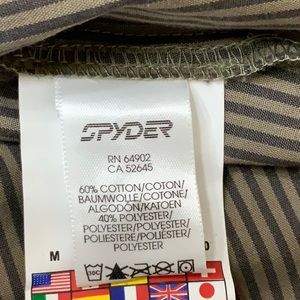 SPYDER
RN 64902
CA 52645
60% COTTON/COTON/
BAUMWOLLE/COTONE/
ALGODÓN/KATOEN
40% POLYESTER/
POLYESTER/POLYESTER/
POLIESTERE/POLIÉSTER/
POLYESTER
M
0